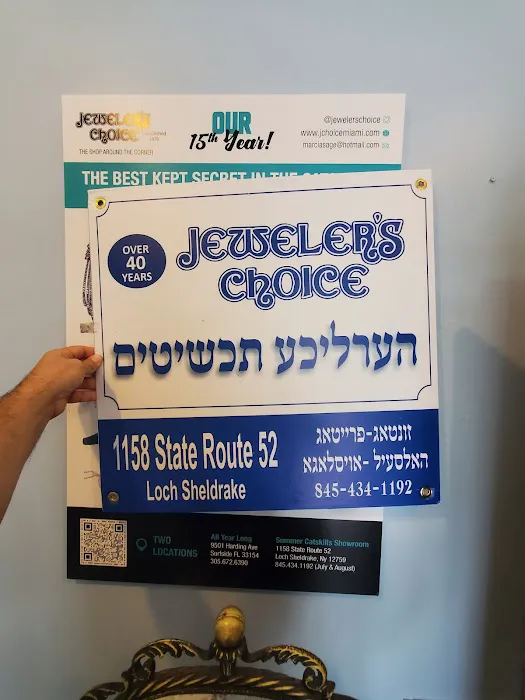 JEWELER'S
CHOICE
THE SHOP AROUND THE CORNER
OUR
15th Year!
@jewelerschoice
www.jchoicemiami.com
marciasage@hotmail.com
THE BEST KEPT SECRET IN THE
OVER
40
YEARS
JEWELER'S
CHOICE
הערליכע תכשיטים
1158 State Route 52
Loch Sheldrake
זונטאג-פרייטאג
האלסעיל -אויסלאגא
845-434-1192
TWO
LOCATIONS
All Year Long
9501 Harding Ave
Surfside FL 33154
305.672.6390
Summer Catskills Showroom
1158 State Route 52
Loch Sheldrake, Ny 12759
845.434.1192 (July & August)